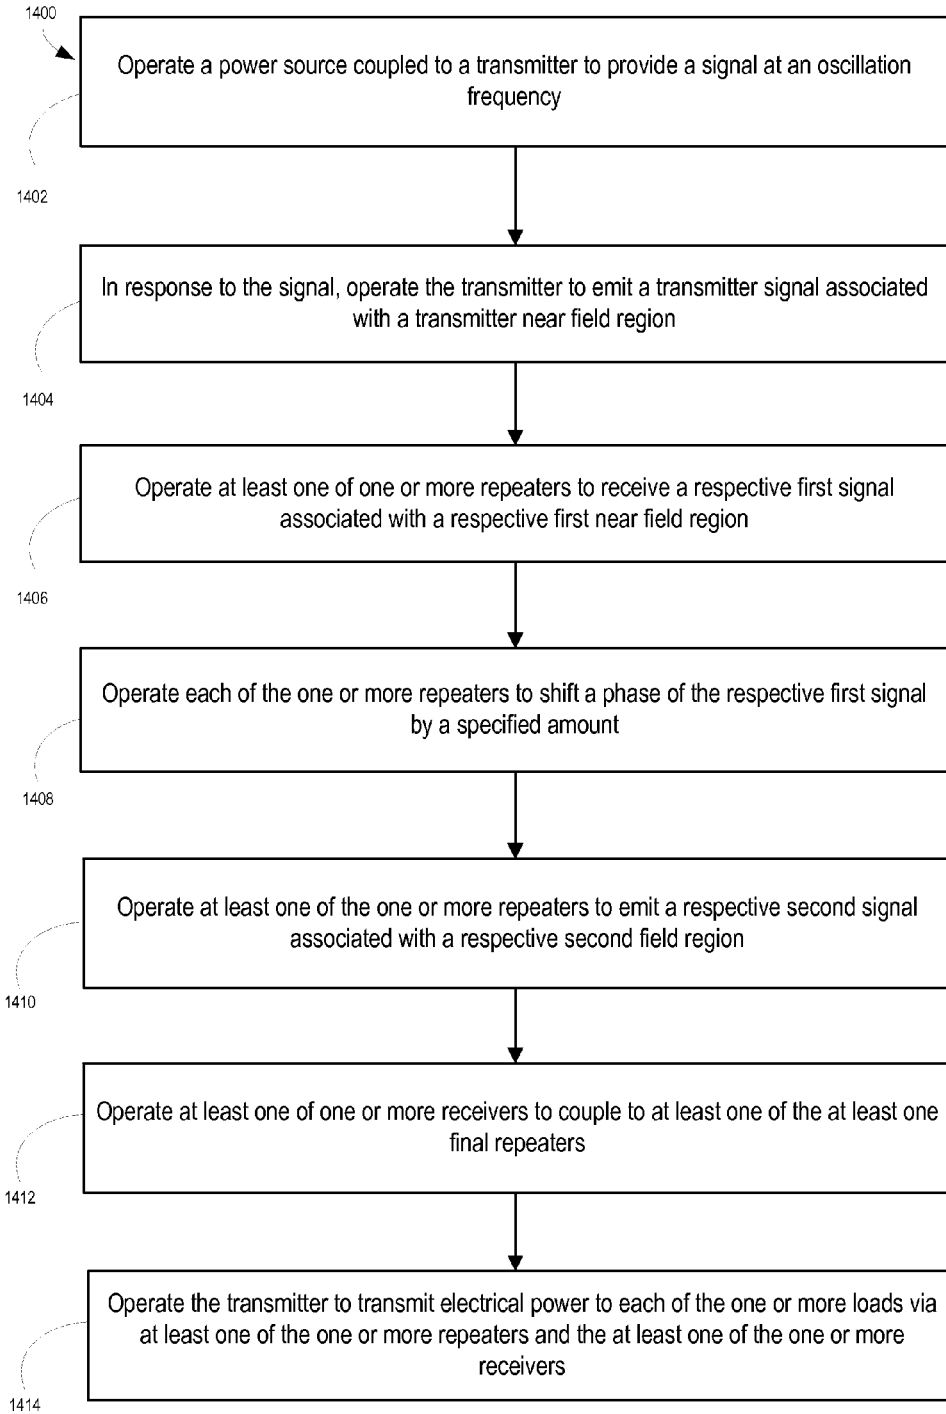 1400
Operate a power source coupled to a transmitter to provide a signal at an oscillation
frequency
1402
In response to the signal, operate the transmitter to emit a transmitter signal associated
with a transmitter near field region
1404
Operate at least one of one or more repeaters to receive a respective first signal
associated with a respective first near field region
1406
Operate each of the one or more repeaters to shift a phase of the respective first signal
by a specified amount
1408
Operate at least one of the one or more repeaters to emit a respective second signal
associated with a respective second field region
1410
Operate at least one of one or more receivers to couple to at least one of the at least one
final repeaters
1412
Operate the transmitter to transmit electrical power to each of the one or more loads via
at least one of the one or more repeaters and the at least one of the one or more
receivers
1414